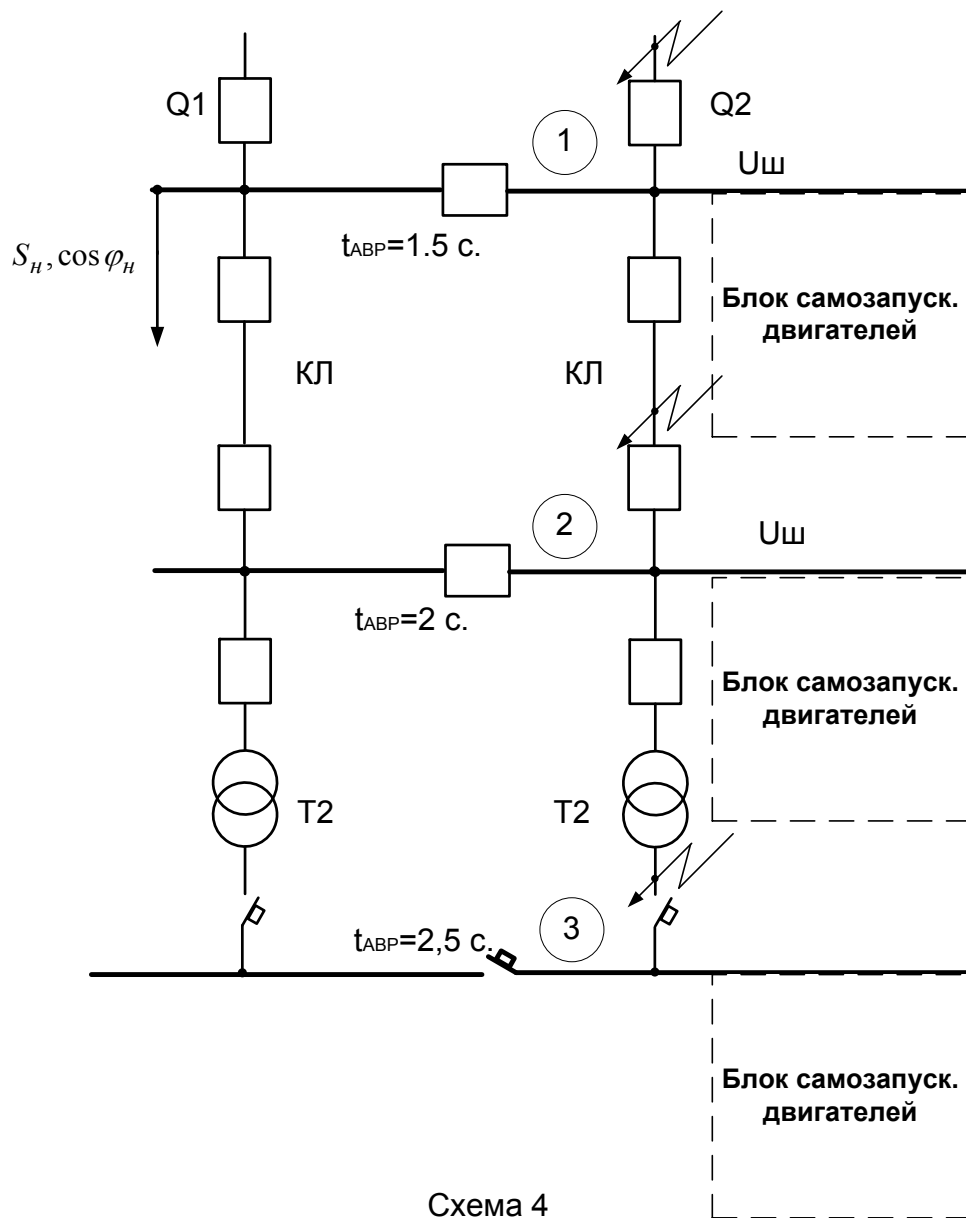 Q1
Q2
1
Uш
tАВР=1.5 с.
Sн, cos φн
Блок самозапуск.
двигателей
КЛ
КЛ
2
Uш
tАВР=2 с.
Блок самозапуск.
двигателей
Т2
Т2
3
tАВР=2,5 с.
Блок самозапуск.
двигателей
Схема 4